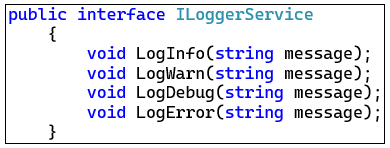 public interface ILoggerService
    {
        void LogInfo(string message);
        void LogWarn(string message);
        void LogDebug(string message);
        void LogError(string message);
    }